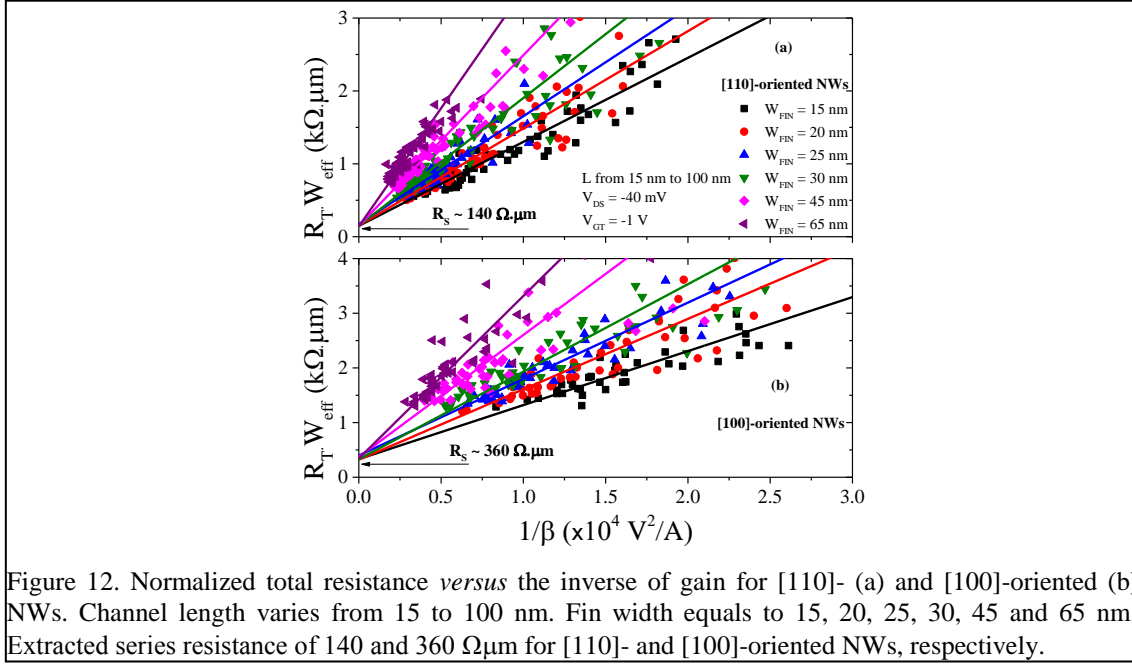 3
(a)
[110]-oriented NWs
2
W_FIN = 15 nm
W_FIN = 20 nm
W_FIN = 25 nm
1
L from 15 nm to 100 nm
W_FIN = 30 nm
V_DS = -40 mV
W_FIN = 45 nm
R_S ~ 140 Ω.µm
V_GT = -1 V
W_FIN = 65 nm
0
R_T.W_eff (kΩ.µm)
4
3
2
(b)
1
[100]-oriented NWs
R_S ~ 360 Ω.µm
0
R_T.W_eff (kΩ.µm)
0.0 0.5 1.0 1.5 2.0 2.5 3.0
1/β (x10⁴ V²/A)
Figure 12. Normalized total resistance versus the inverse of gain for [110]- (a) and [100]-oriented (b)
NWs. Channel length varies from 15 to 100 nm. Fin width equals to 15, 20, 25, 30, 45 and 65 nm
Extracted series resistance of 140 and 360 Ωµm for [110]- and [100]-oriented NWs, respectively.